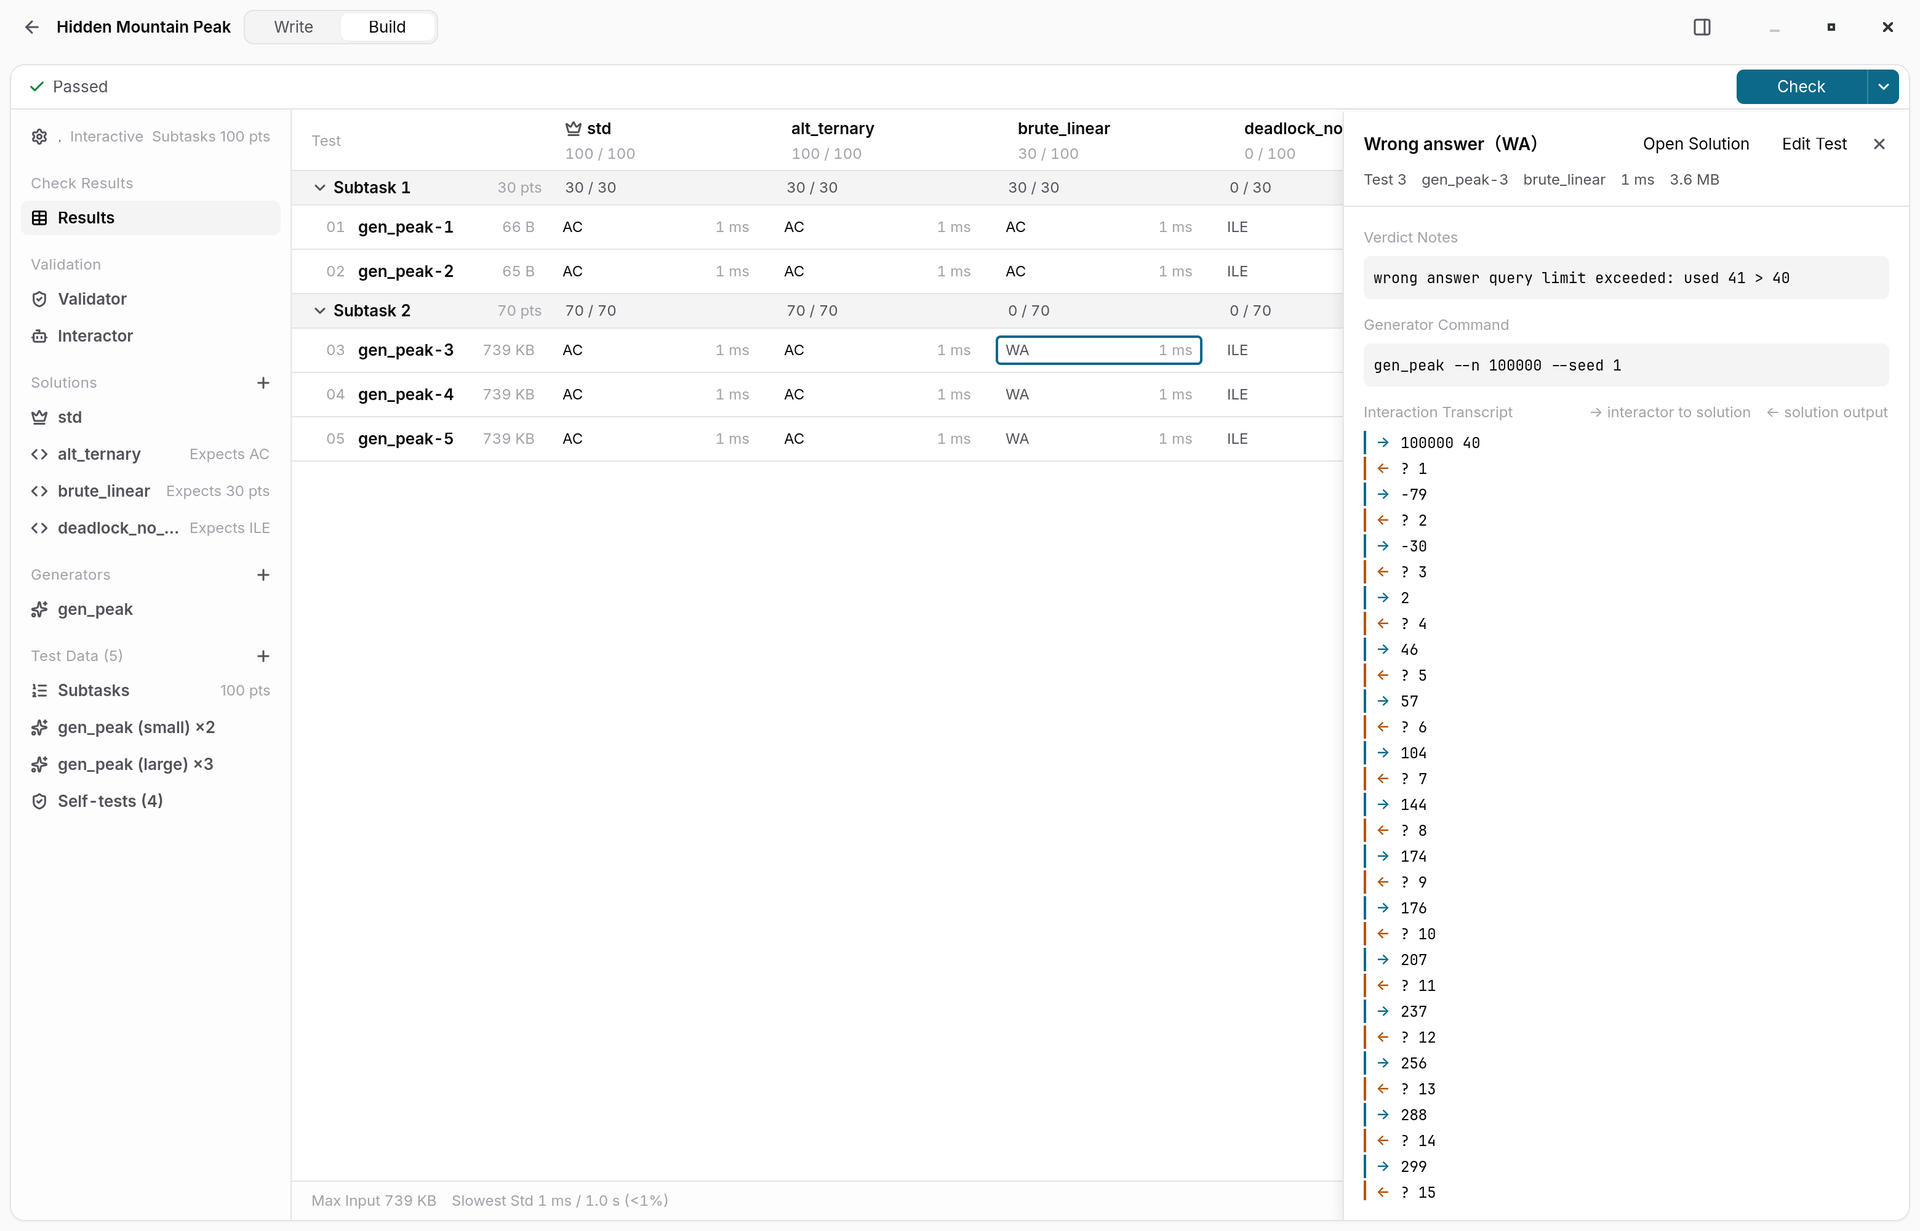 Hidden Mountain Peak
Write
Build
Passed
Check
. Interactive Subtasks 100 pts
Check Results
Results
Validation
Validator
Interactor
Solutions
std
alt_ternary Expects AC
brute_linear Expects 30 pts
deadlock_no_... Expects ILE
Generators
gen_peak
Test Data (5)
Subtasks 100 pts
gen_peak (small) ×2
gen_peak (large) ×3
Self-tests (4)
Test std alt_ternary brute_linear deadlock_no
100 / 100 100 / 100 30 / 100 0 / 100
Subtask 1 30 pts 30 / 30 30 / 30 30 / 30 0 / 30
01 gen_peak-1 66 B AC 1 ms AC 1 ms AC 1 ms ILE
02 gen_peak-2 65 B AC 1 ms AC 1 ms AC 1 ms ILE
Subtask 2 70 pts 70 / 70 70 / 70 0 / 70 0 / 70
03 gen_peak-3 739 KB AC 1 ms AC 1 ms WA 1 ms ILE
04 gen_peak-4 739 KB AC 1 ms AC 1 ms WA 1 ms ILE
05 gen_peak-5 739 KB AC 1 ms AC 1 ms WA 1 ms ILE
Max Input 739 KB Slowest Std 1 ms / 1.0 s (<1%)
Wrong answer（WA） Open Solution Edit Test
Test 3 gen_peak-3 brute_linear 1 ms 3.6 MB
Verdict Notes
wrong answer query limit exceeded: used 41 > 40
Generator Command
gen_peak --n 100000 --seed 1
Interaction Transcript → interactor to solution ← solution output
→ 100000 40
← ? 1
→ -79
← ? 2
→ -30
← ? 3
→ 2
← ? 4
→ 46
← ? 5
→ 57
← ? 6
→ 104
← ? 7
→ 144
← ? 8
→ 174
← ? 9
→ 176
← ? 10
→ 207
← ? 11
→ 237
← ? 12
→ 256
← ? 13
→ 288
← ? 14
→ 299
← ? 15